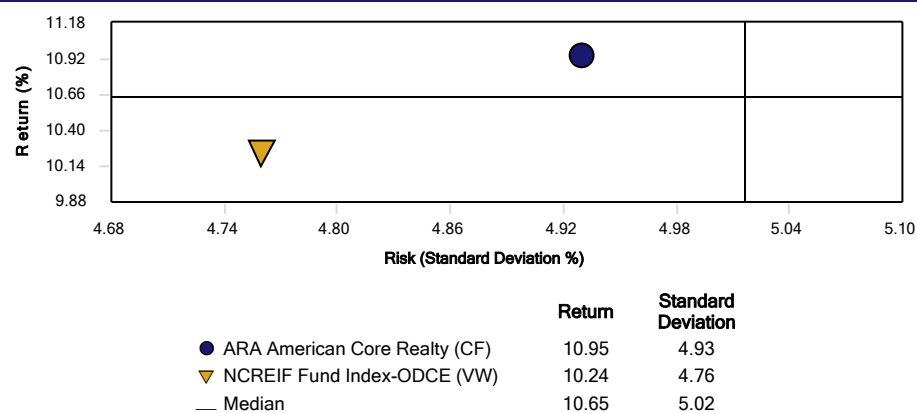 11.18
10.92
10.66
10.40
10.14
9.88
Return (%)
4.68 4.74 4.80 4.86 4.92 4.98 5.04 5.10
Risk (Standard Deviation %)
Return Standard Deviation
ARA American Core Realty (CF) 10.95 4.93
NCREIF Fund Index-ODCE (VW) 10.24 4.76
Median 10.65 5.02